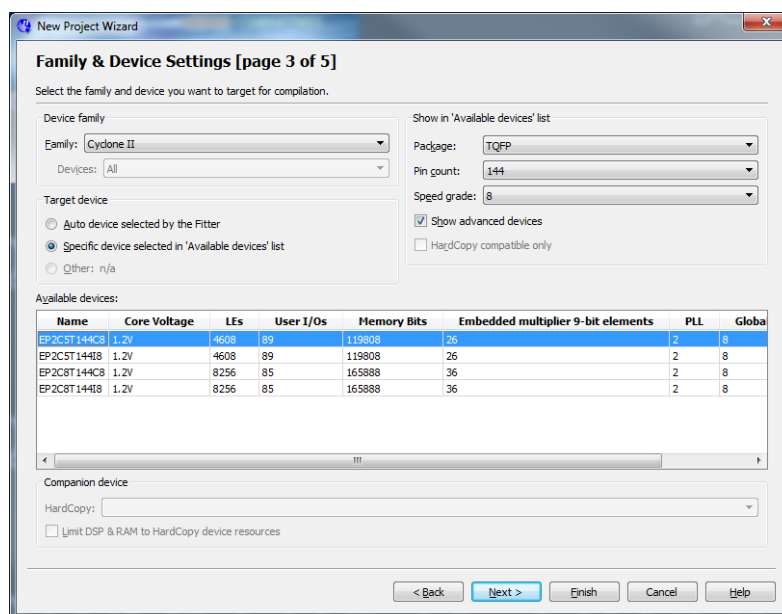 New Project Wizard
Family & Device Settings [page 3 of 5]
Select the family and device you want to target for compilation.
Device family
Family: Cyclone II
Devices: All
Show in 'Available devices' list
Package: TQFP
Pin count: 144
Speed grade: 8
Show advanced devices
HardCopy compatible only
Target device
Auto device selected by the Fitter
Specific device selected in 'Available devices' list
Other: n/a
Available devices:
Name Core Voltage LEs User I/Os Memory Bits Embedded multiplier 9-bit elements PLL Global
EP2C5T144C8 1.2V 4608 89 119808 26 2 8
EP2C5T144I8 1.2V 4608 89 119808 26 2 8
EP2C8T144C8 1.2V 8256 85 165888 36 2 8
EP2C8T144I8 1.2V 8256 85 165888 36 2 8
Companion device
HardCopy:
Limit DSP & RAM to HardCopy device resources
< Back Next > Finish Cancel Help